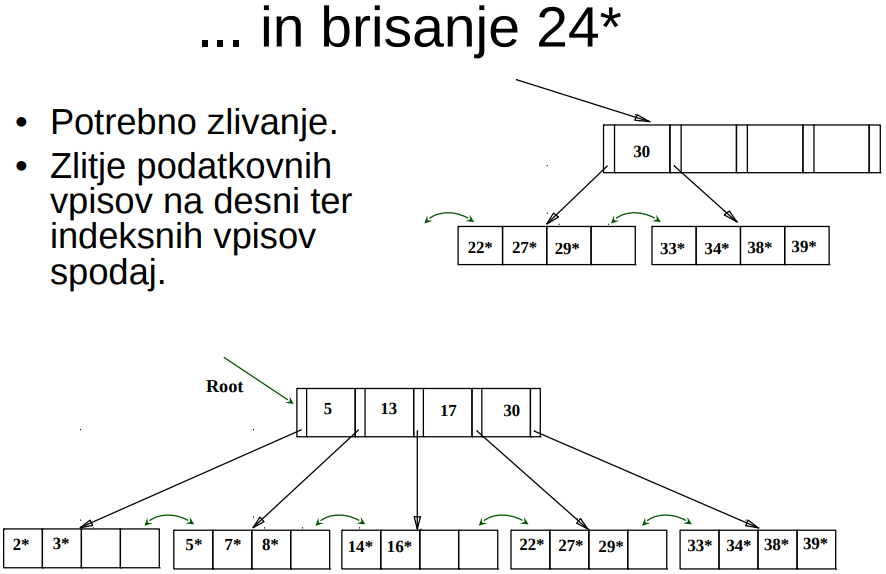 ... in brisanje 24*
• Potrebno zlivanje.
• Zlitje podatkovnih
vpisov na desni ter
indeksnih vpisov
spodaj.
30
22* 27* 29* 33* 34* 38* 39*
Root
5 13 17 30
2* 3* 5* 7* 8* 14* 16* 22* 27* 29* 33* 34* 38* 39*